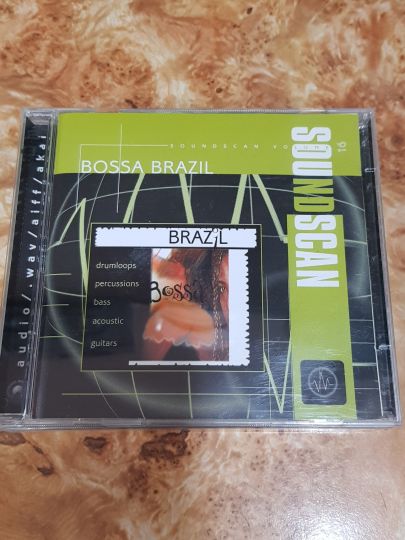 SOUNDSCAN VOLUME 16
BOSSA BRAZIL
SOUNDSCAN
BRAZIL
Bossa
drumloops
percussions
bass
acoustic
guitars
audio/.wav/aiff/akai